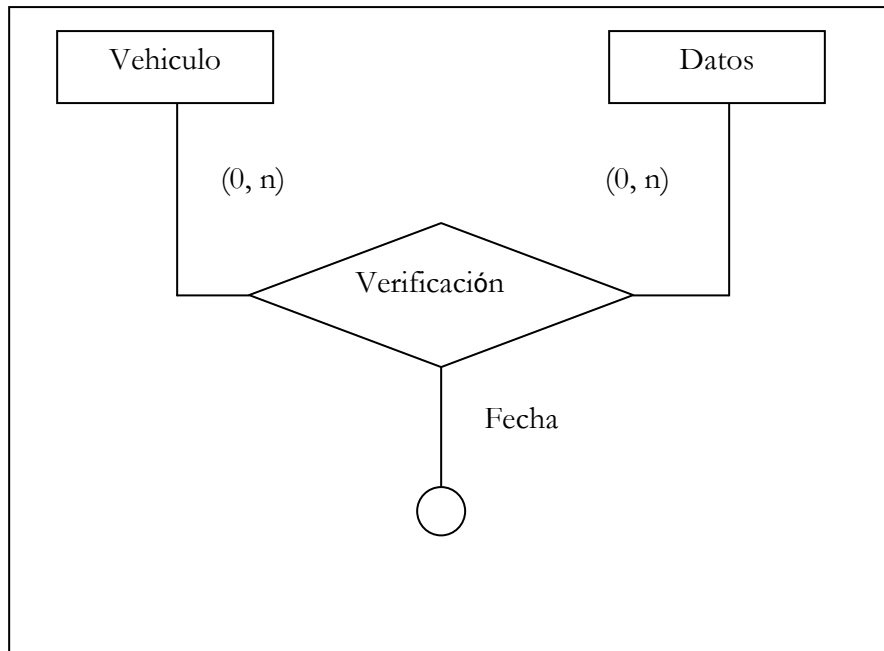 Vehiculo
Datos
(0, n)
(0, n)
Verificación
Fecha